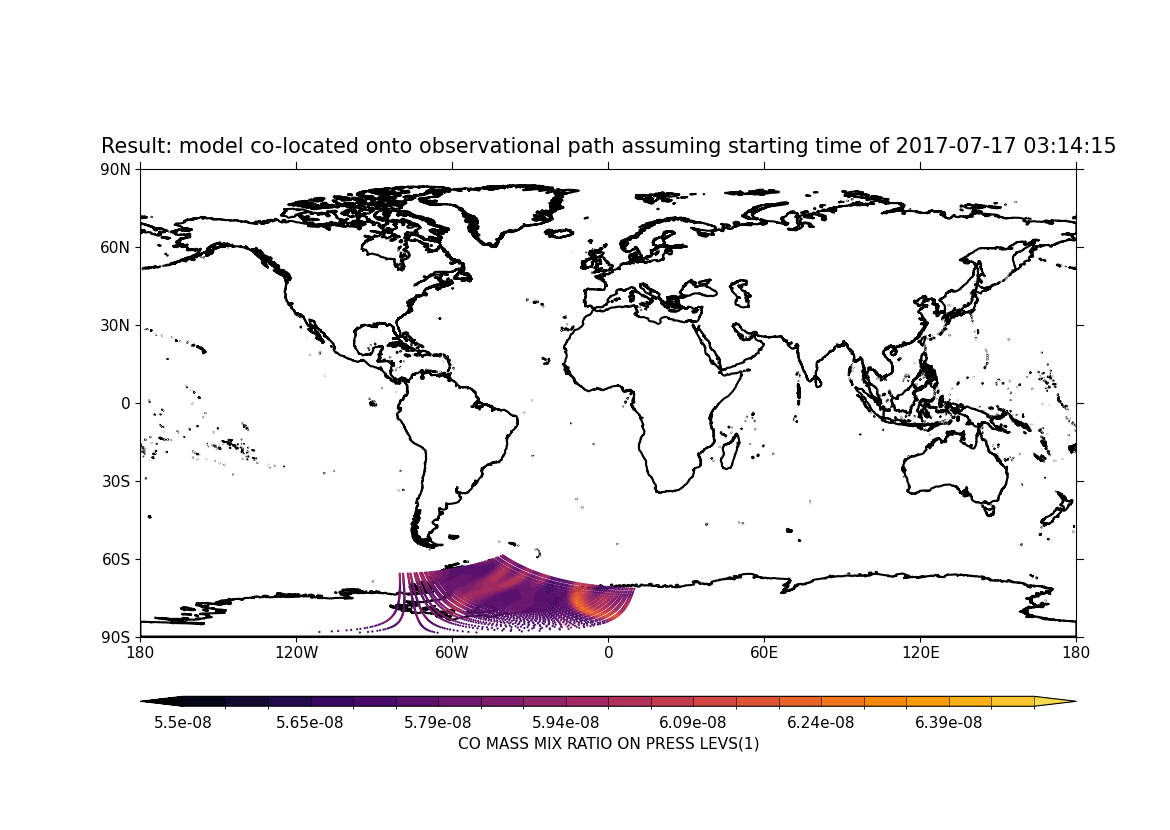 Result: model co-located onto observational path assuming starting time of 2017-07-17 03:14:15
90N
60N
30N
0
30S
60S
90S
180 120W 60W 0 60E 120E 180
5.5e-08 5.65e-08 5.79e-08 5.94e-08 6.09e-08 6.24e-08 6.39e-08
CO MASS MIX RATIO ON PRESS LEVS(1)